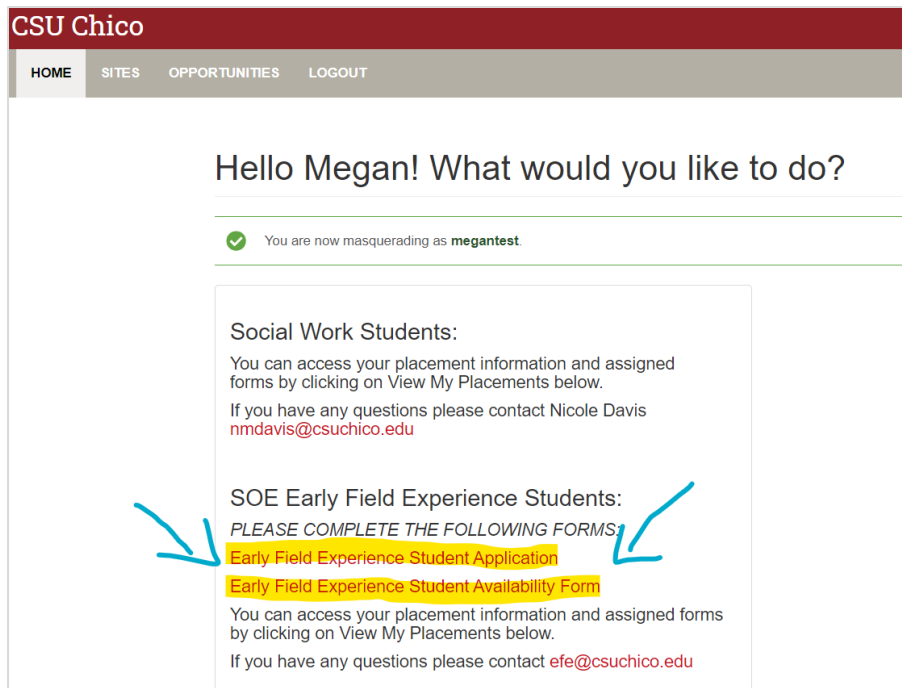 CSU Chico
HOME SITES OPPORTUNITIES LOGOUT
Hello Megan! What would you like to do?
You are now masquerading as megantest.
Social Work Students:
You can access your placement information and assigned
forms by clicking on View My Placements below.
If you have any questions please contact Nicole Davis
nmdavis@csuchico.edu
SOE Early Field Experience Students:
PLEASE COMPLETE THE FOLLOWING FORMS:
Early Field Experience Student Application
Early Field Experience Student Availability Form
You can access your placement information and assigned forms
by clicking on View My Placements below.
If you have any questions please contact efe@csuchico.edu